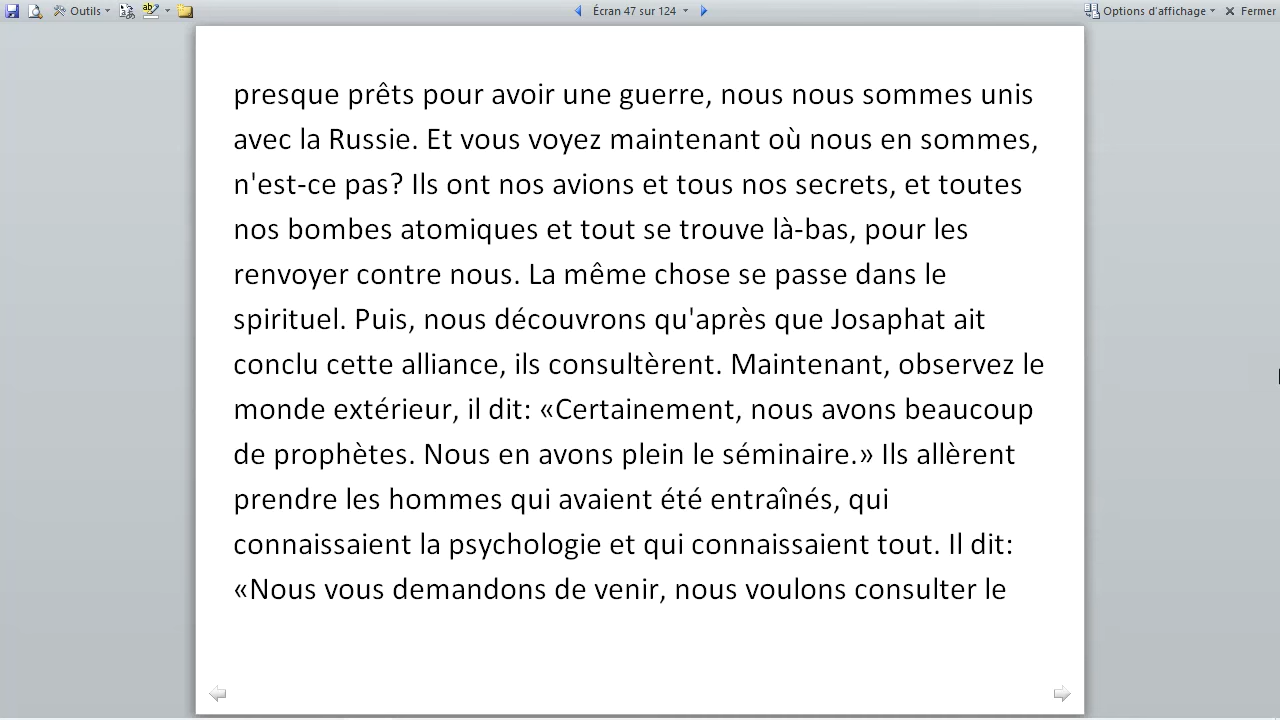 Outils
Écran 47 sur 124
Options d'affichage
Fermer
presque prêts pour avoir une guerre, nous nous sommes unis
avec la Russie. Et vous voyez maintenant où nous en sommes,
n'est-ce pas? Ils ont nos avions et tous nos secrets, et toutes
nos bombes atomiques et tout se trouve là-bas, pour les
renvoyer contre nous. La même chose se passe dans le
spirituel. Puis, nous découvrons qu'après que Josaphat ait
conclu cette alliance, ils consultèrent. Maintenant, observez le
monde extérieur, il dit: «Certainement, nous avons beaucoup
de prophètes. Nous en avons plein le séminaire.» Ils allèrent
prendre les hommes qui avaient été entraînés, qui
connaissaient la psychologie et qui connaissaient tout. Il dit:
«Nous vous demandons de venir, nous voulons consulter le